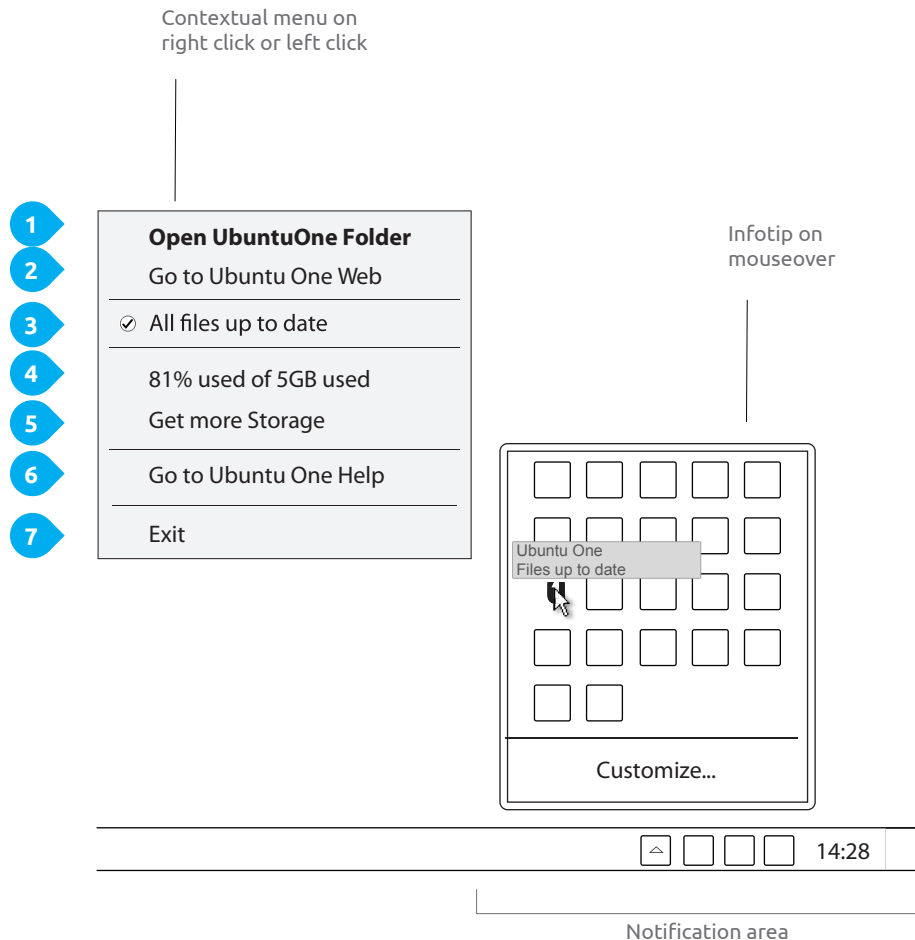 Contextual menu on
right click or left click
1
Open UbuntuOne Folder
2
Go to Ubuntu One Web
3
All files up to date
4
81% used of 5GB used
5
Get more Storage
6
Go to Ubuntu One Help
7
Exit
Infotip on
mouseover
Ubuntu One
Files up to date
Customize...
14:28
Notification area